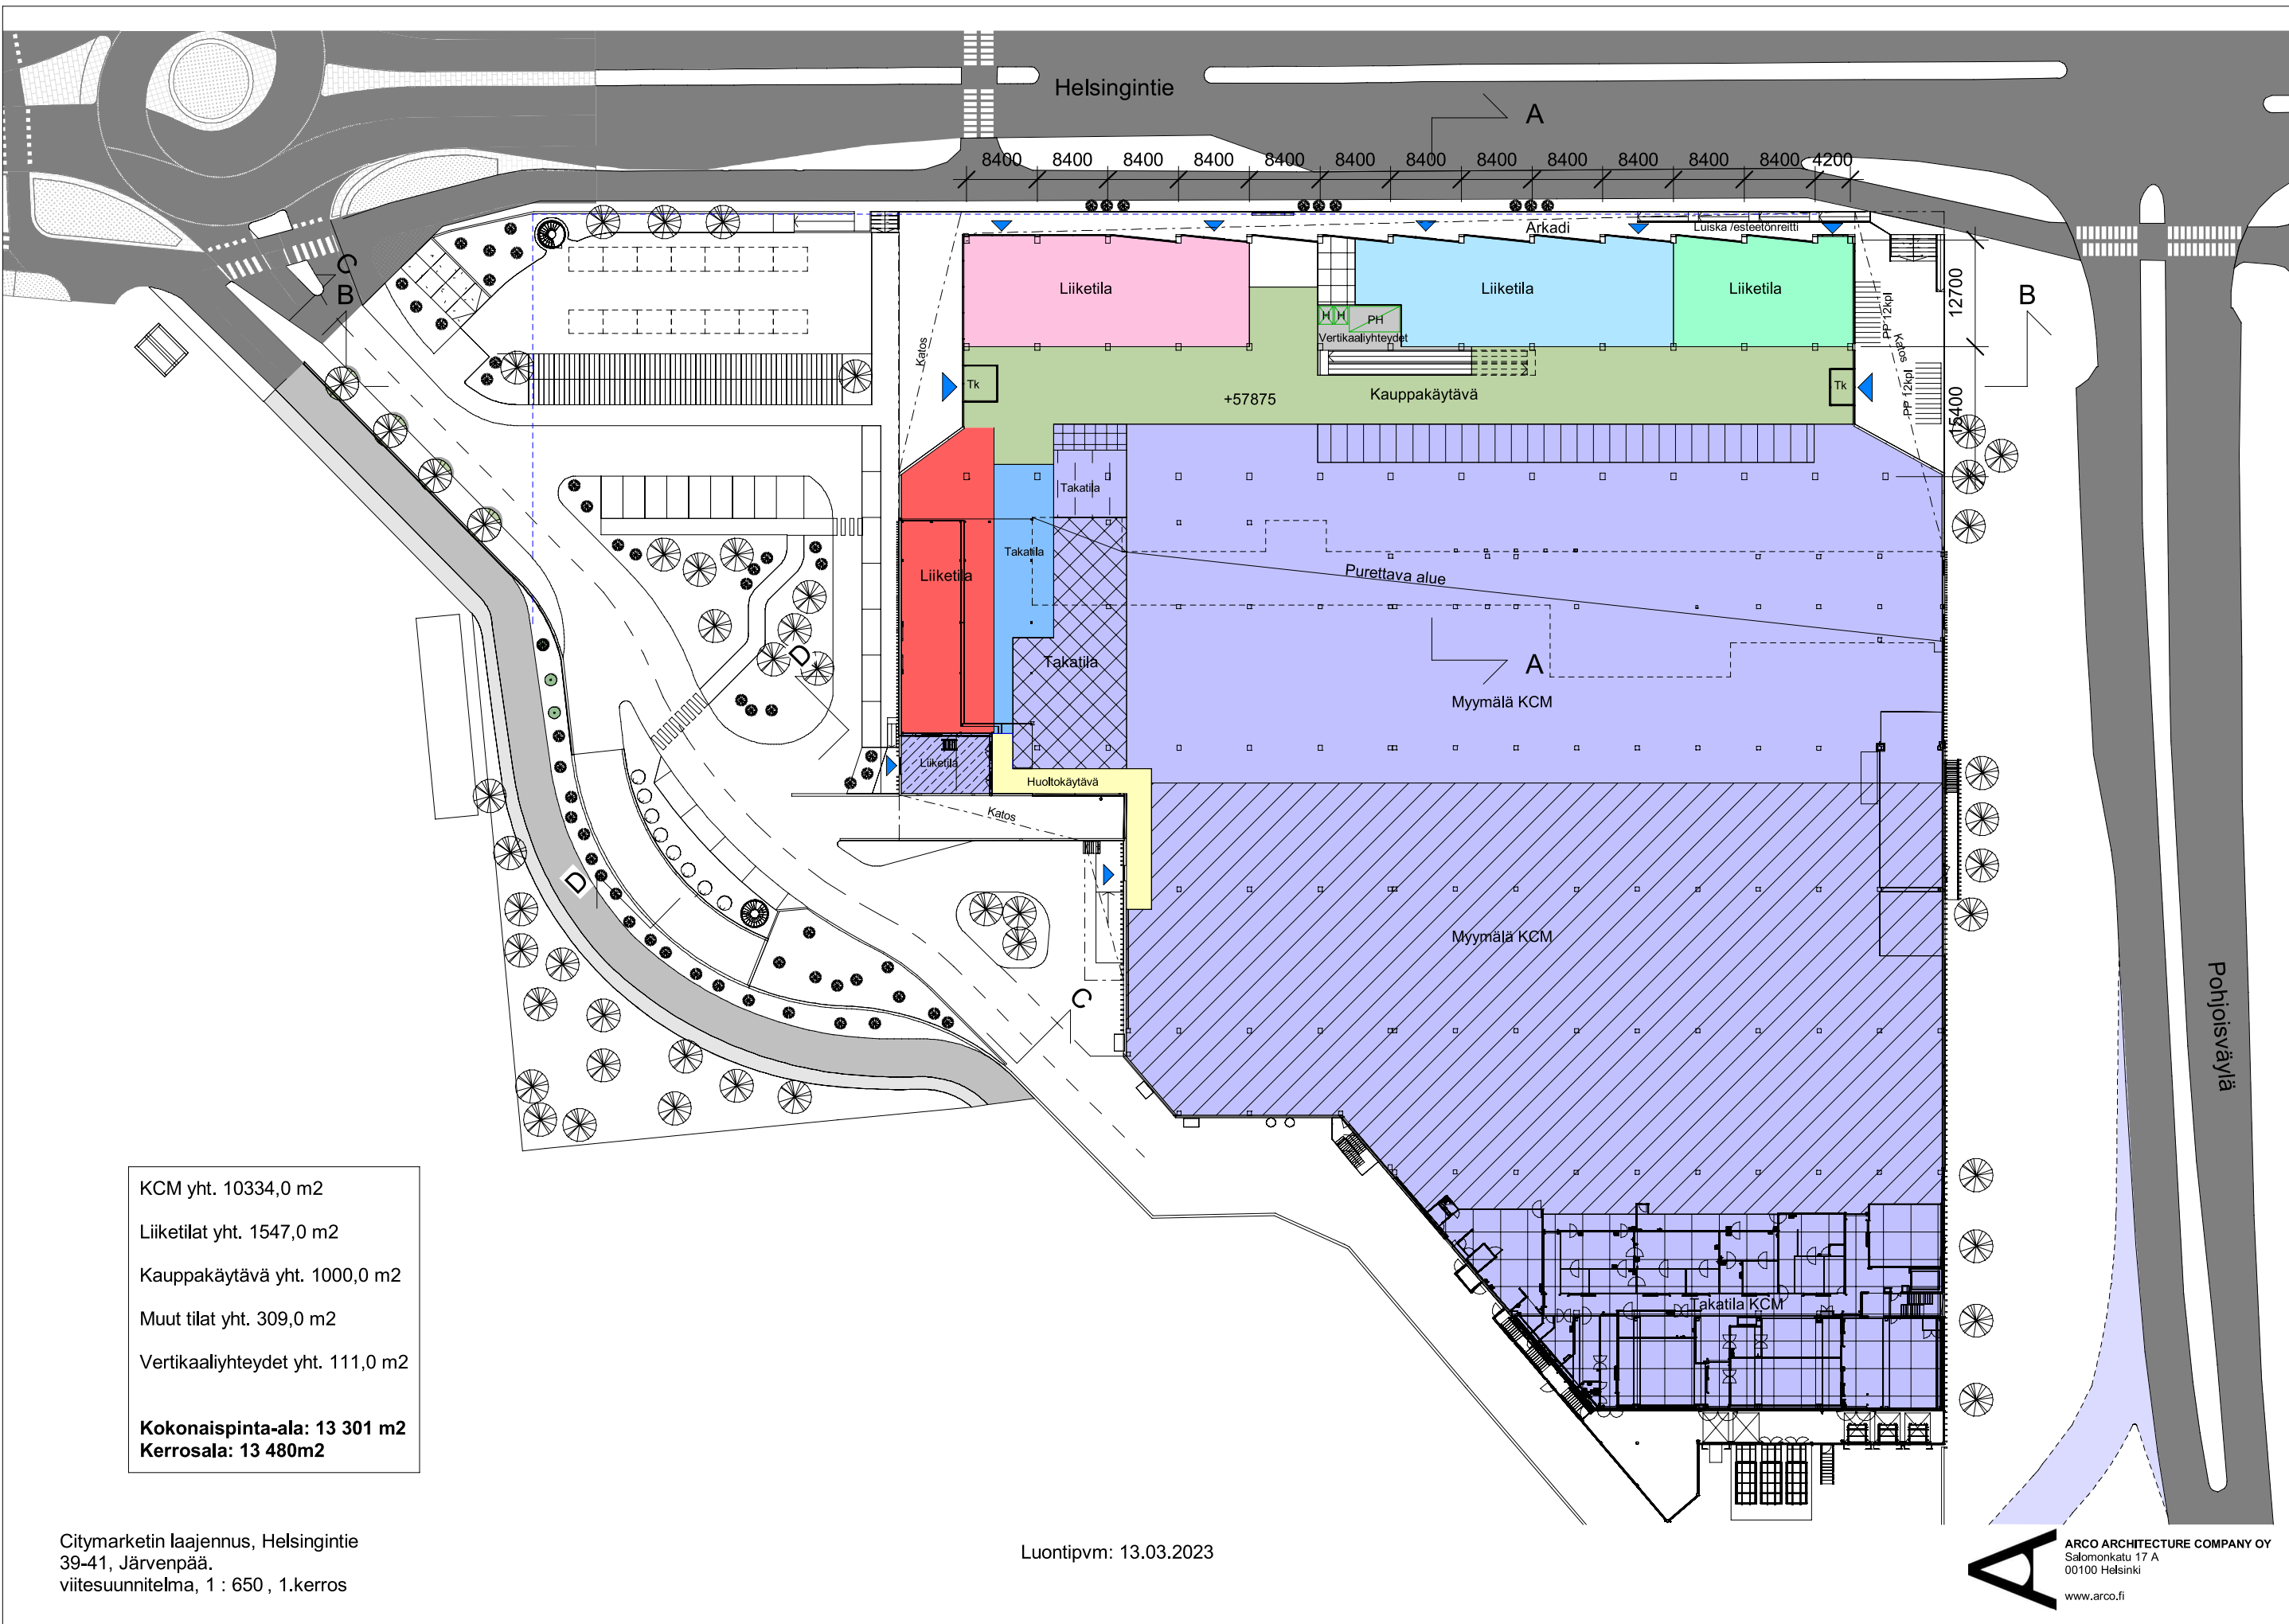 Helsingintie
A
8400 8400 8400 8400 8400 8400 8400 8400 8400 8400 8400 8400 4200
Arkadi
Luiska /esteetönreitti
C
B
Liiketila
Liiketila
Liiketila
B
12700
PP 12kpl
H H PH
Vertikaaliyhteydet
Katos
Katos
Tk
Tk
Kauppakäytävä
+57875
PP 12kpl
15400
Takatila
Takatila
Liiketila
Purettava alue
D
Takatila
A
Myymälä KCM
Liiketila
Huoltokäytävä
Katos
D
Myymälä KCM
C
Pohjoisväylä
Takatila KCM
KCM yht. 10334,0 m2
Liiketilat yht. 1547,0 m2
Kauppakäytävä yht. 1000,0 m2
Muut tilat yht. 309,0 m2
Vertikaaliyhteydet yht. 111,0 m2
Kokonaispinta-ala: 13 301 m2
Kerrosala: 13 480m2
Citymarketin laajennus, Helsingintie
39-41, Järvenpää.
viitesuunnitelma, 1 : 650 , 1.kerros
Luontipvm: 13.03.2023
ARCO ARCHITECTURE COMPANY OY
Salomonkatu 17 A
00100 Helsinki
www.arco.fi